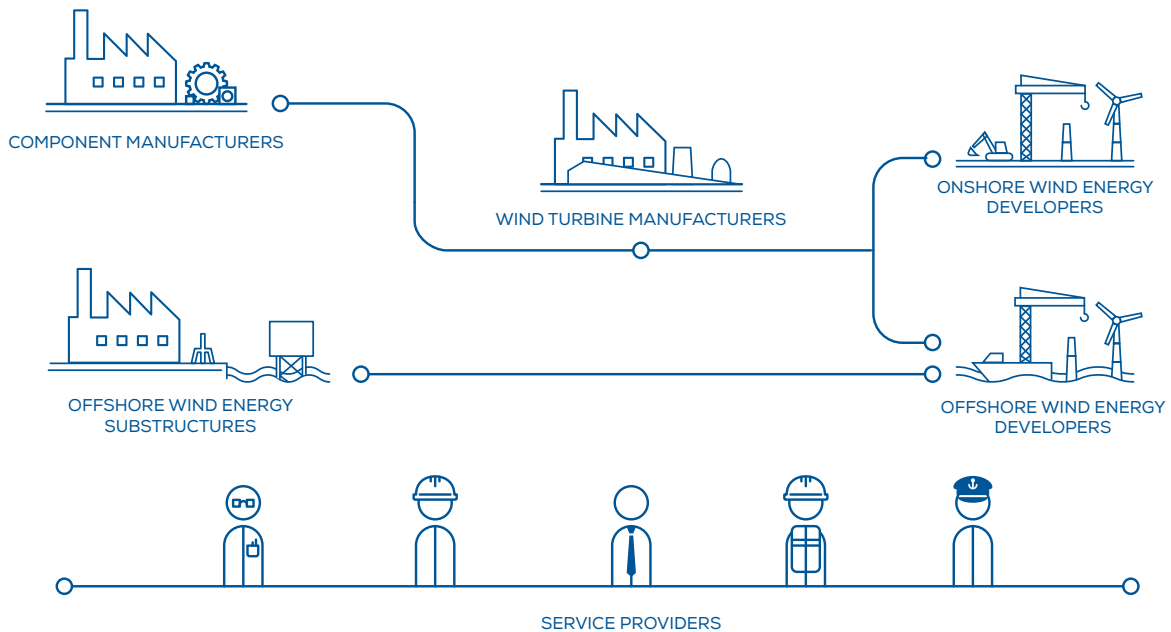 COMPONENT MANUFACTURERS
WIND TURBINE MANUFACTURERS
ONSHORE WIND ENERGY
DEVELOPERS
OFFSHORE WIND ENERGY
SUBSTRUCTURES
OFFSHORE WIND ENERGY
DEVELOPERS
SERVICE PROVIDERS